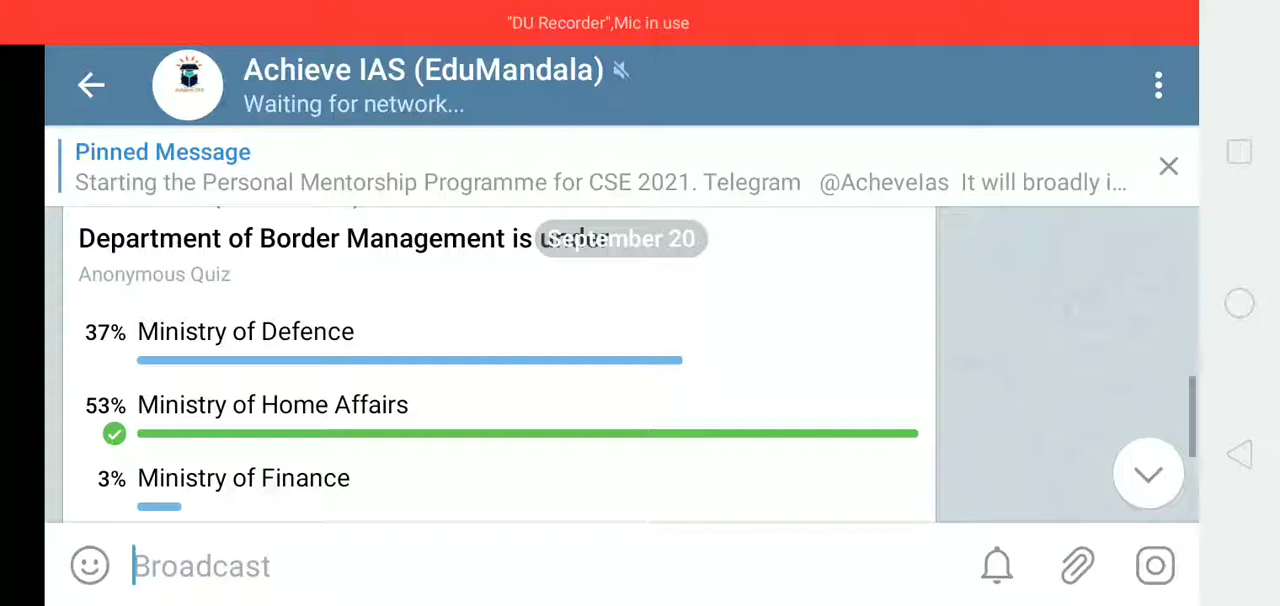 "DU Recorder",Mic in use
Achieve IAS (EduMandala)
Waiting for network...
Pinned Message
Starting the Personal Mentorship Programme for CSE 2021. Telegram @AcheveIas It will broadly i...
Department of Border Management is under
September 20
Anonymous Quiz
37% Ministry of Defence
53% Ministry of Home Affairs
3% Ministry of Finance
Broadcast